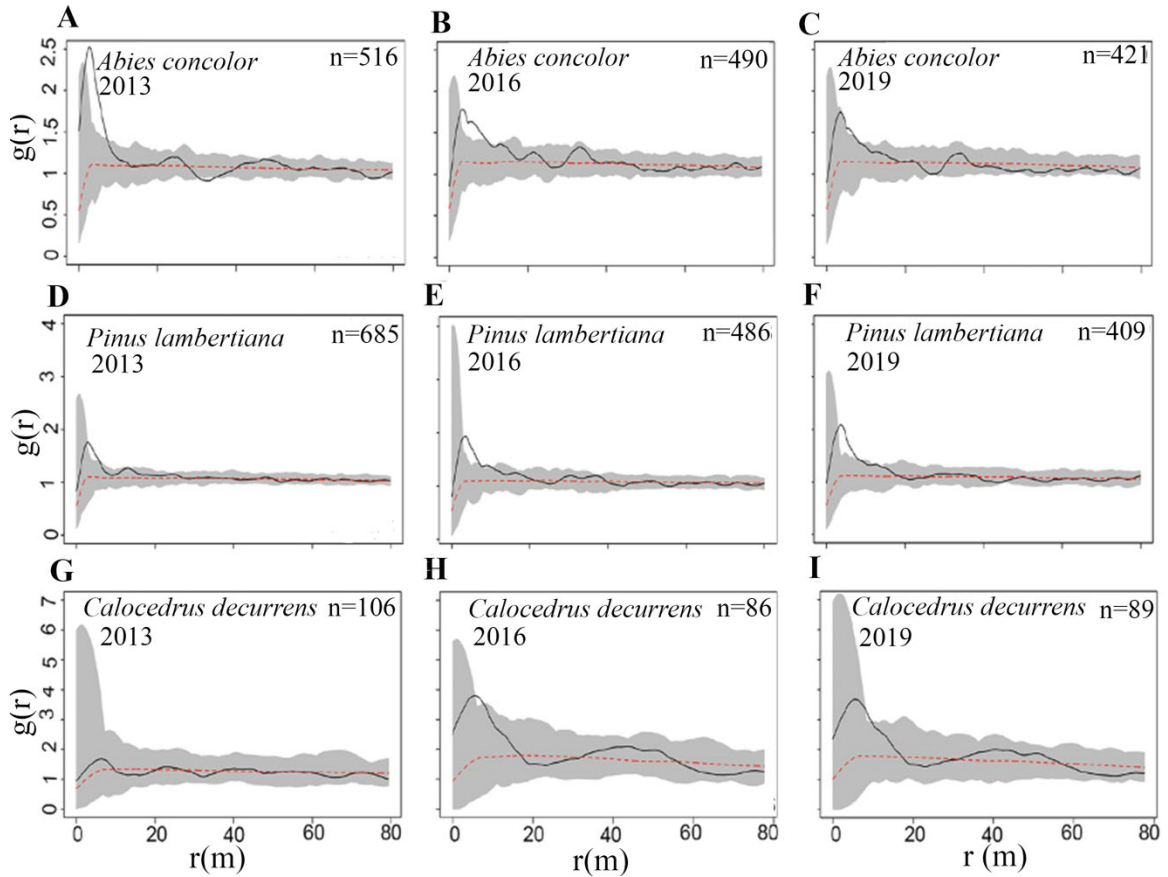 A
B
C
Abies concolor n=516
2013
Abies concolor n=490
2016
Abies concolor n=421
2019
g(r)
2.5
2
1.5
1
0.5
0
D
E
F
Pinus lambertiana n=685
2013
Pinus lambertiana n=486
2016
Pinus lambertiana n=409
2019
g(r)
4
3
2
1
0
G
H
I
Calocedrus decurrens n=106
2013
Calocedrus decurrens n=86
2016
Calocedrus decurrens n=89
2019
g(r)
7
6
5
4
3
2
1
0
0 20 40 60 80
0 20 40 60 80
0 20 40 60 80
r(m)
r(m)
r (m)